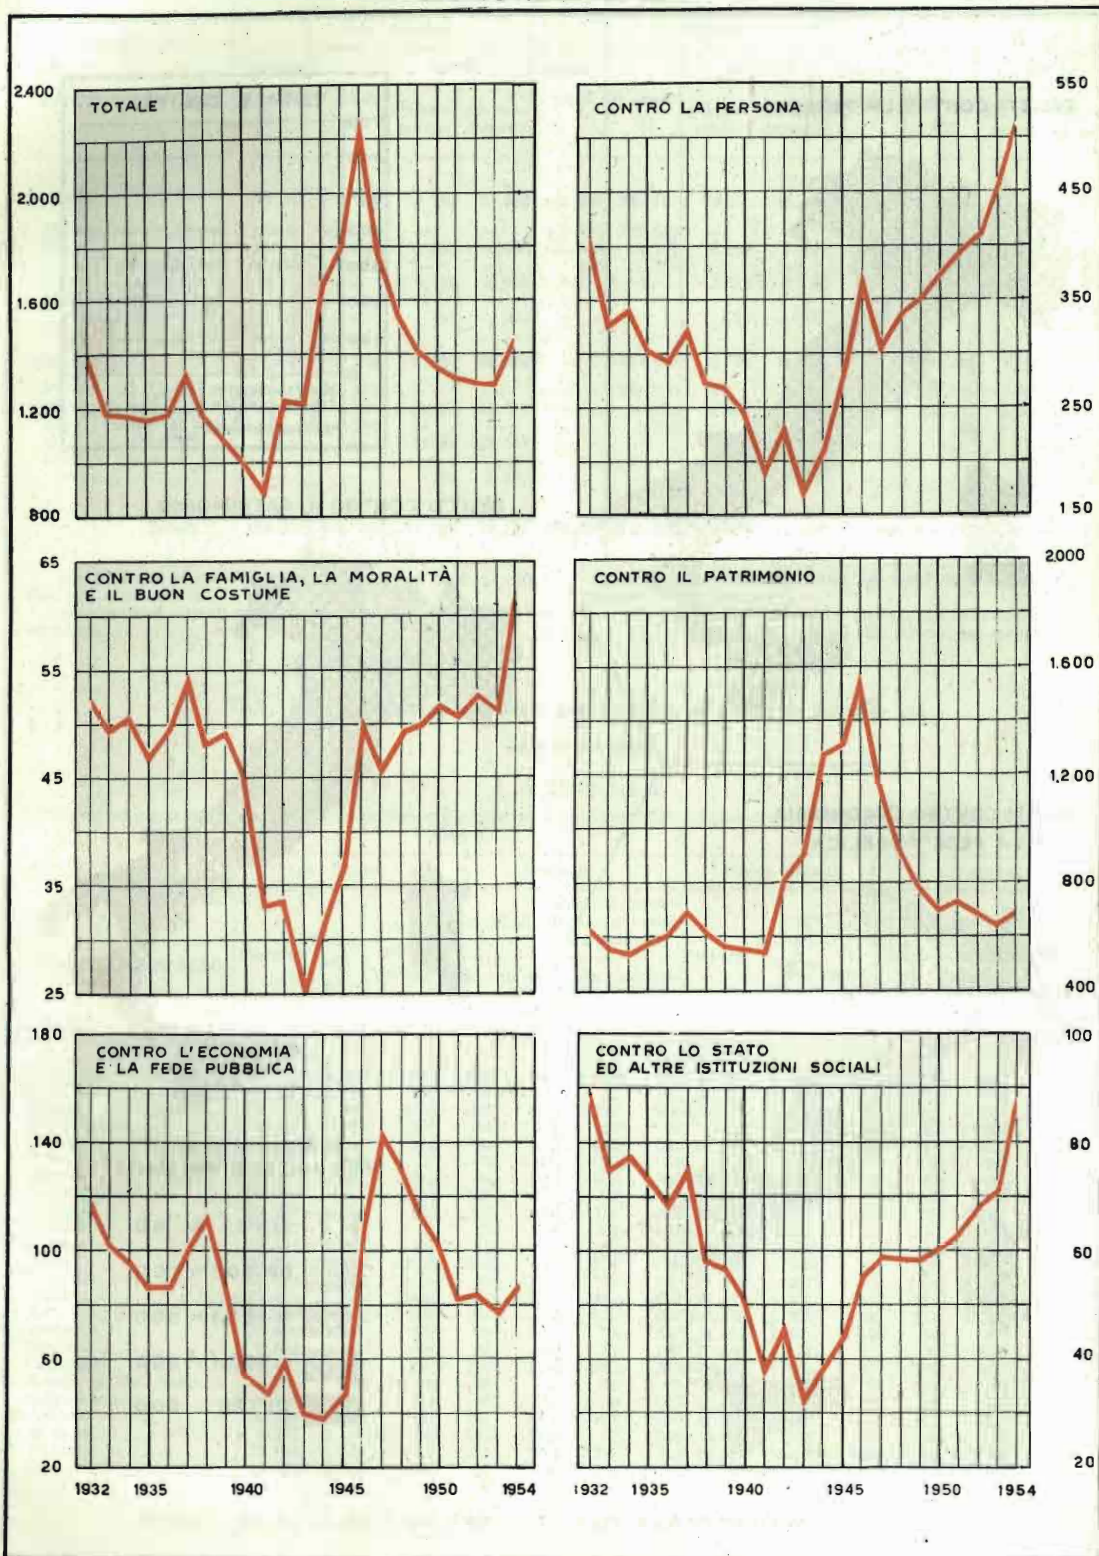 TOTALE
2.400
2.000
1.600
1.200
800
CONTRO LA PERSONA
550
450
350
250
150
CONTRO LA FAMIGLIA, LA MORALITÀ
E IL BUON COSTUME
65
55
45
35
25
CONTRO IL PATRIMONIO
2.000
1.600
1.200
800
400
CONTRO L'ECONOMIA
E LA FEDE PUBBLICA
180
140
100
60
20
1932 1935 1940 1945 1950 1954
CONTRO LO STATO
ED ALTRE ISTITUZIONI SOCIALI
100
80
60
40
20
1932 1935 1940 1945 1950 1954